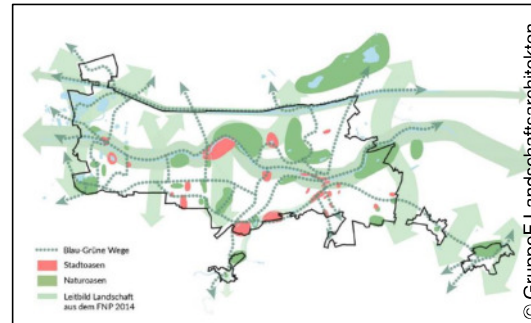 Blau-Grüne Wege
Stadtoasen
Naturoasen
Leitbild Landschaft
aus dem FNP 2014
© GruppeF, Landschaftsarchitekten